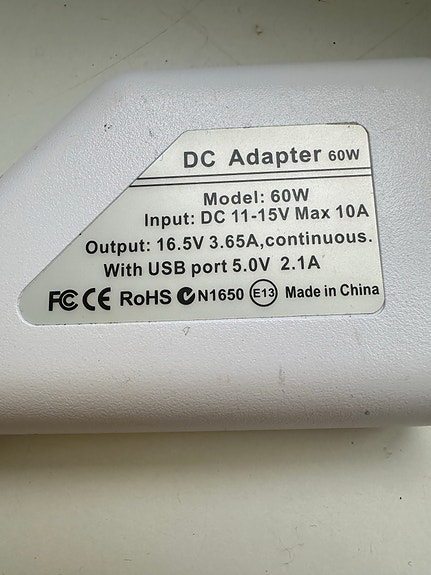 DC Adapter 60W
Model: 60W
Input: DC 11-15V Max 10A
Output: 16.5V 3.65A,continuous.
With USB port 5.0V 2.1A
FC CE RoHS N1650 E13 Made in China